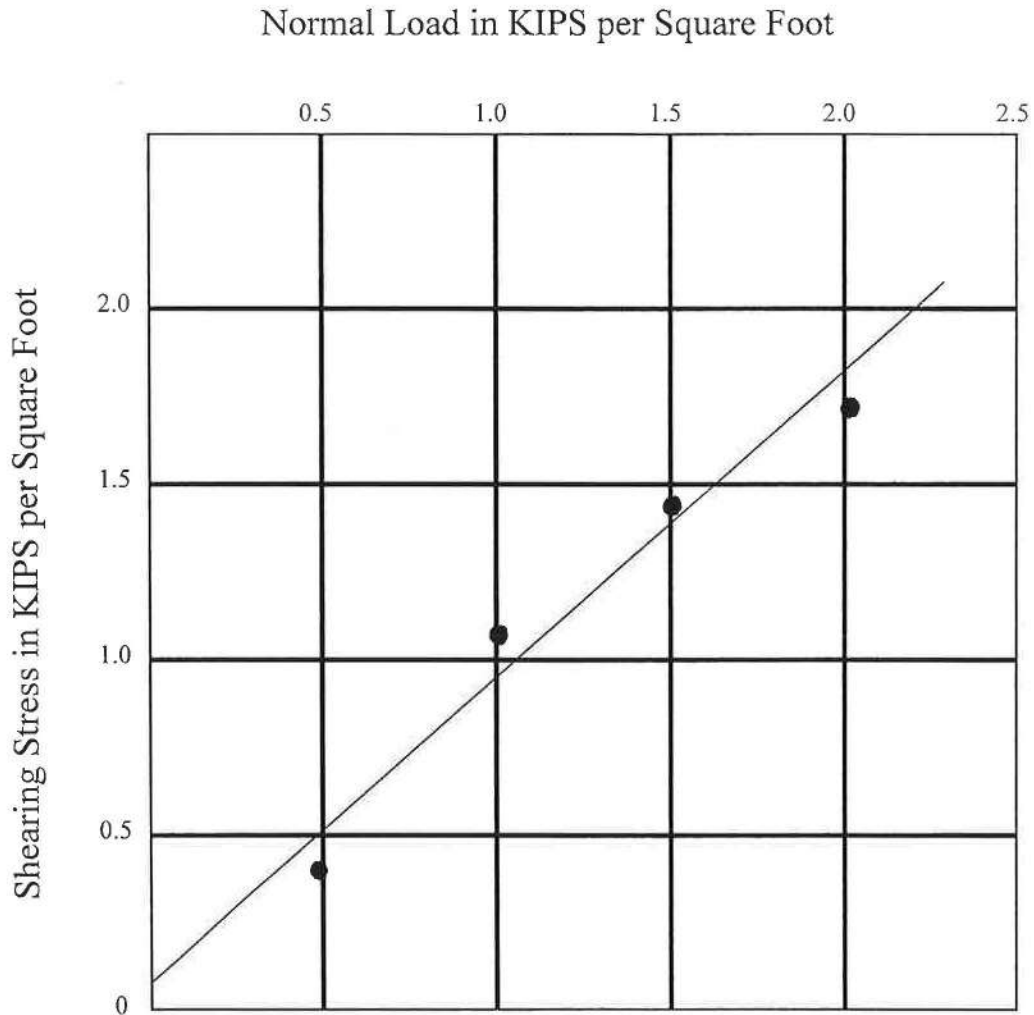 Normal Load in KIPS per Square Foot
0.5 1.0 1.5 2.0 2.5
Shearing Stress in KIPS per Square Foot
2.0
1.5
1.0
0.5
0